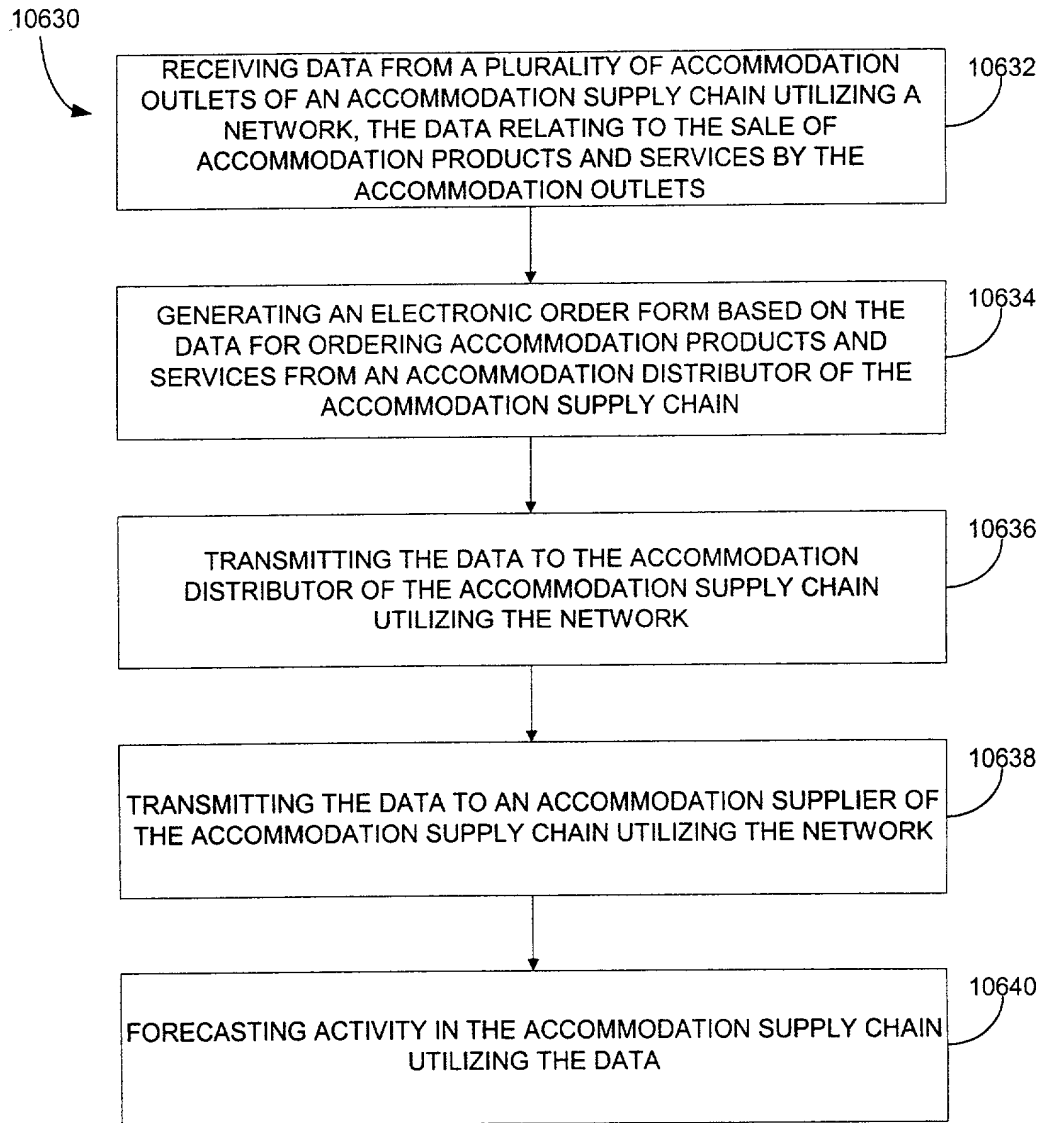 10630
RECEIVING DATA FROM A PLURALITY OF ACCOMMODATION
OUTLETS OF AN ACCOMMODATION SUPPLY CHAIN UTILIZING A
NETWORK, THE DATA RELATING TO THE SALE OF
ACCOMMODATION PRODUCTS AND SERVICES BY THE
ACCOMMODATION OUTLETS
10632
GENERATING AN ELECTRONIC ORDER FORM BASED ON THE
DATA FOR ORDERING ACCOMMODATION PRODUCTS AND
SERVICES FROM AN ACCOMMODATION DISTRIBUTOR OF THE
ACCOMMODATION SUPPLY CHAIN
10634
TRANSMITTING THE DATA TO THE ACCOMMODATION
DISTRIBUTOR OF THE ACCOMMODATION SUPPLY CHAIN
UTILIZING THE NETWORK
10636
TRANSMITTING THE DATA TO AN ACCOMMODATION SUPPLIER OF
THE ACCOMMODATION SUPPLY CHAIN UTILIZING THE NETWORK
10638
FORECASTING ACTIVITY IN THE ACCOMMODATION SUPPLY CHAIN
UTILIZING THE DATA
10640